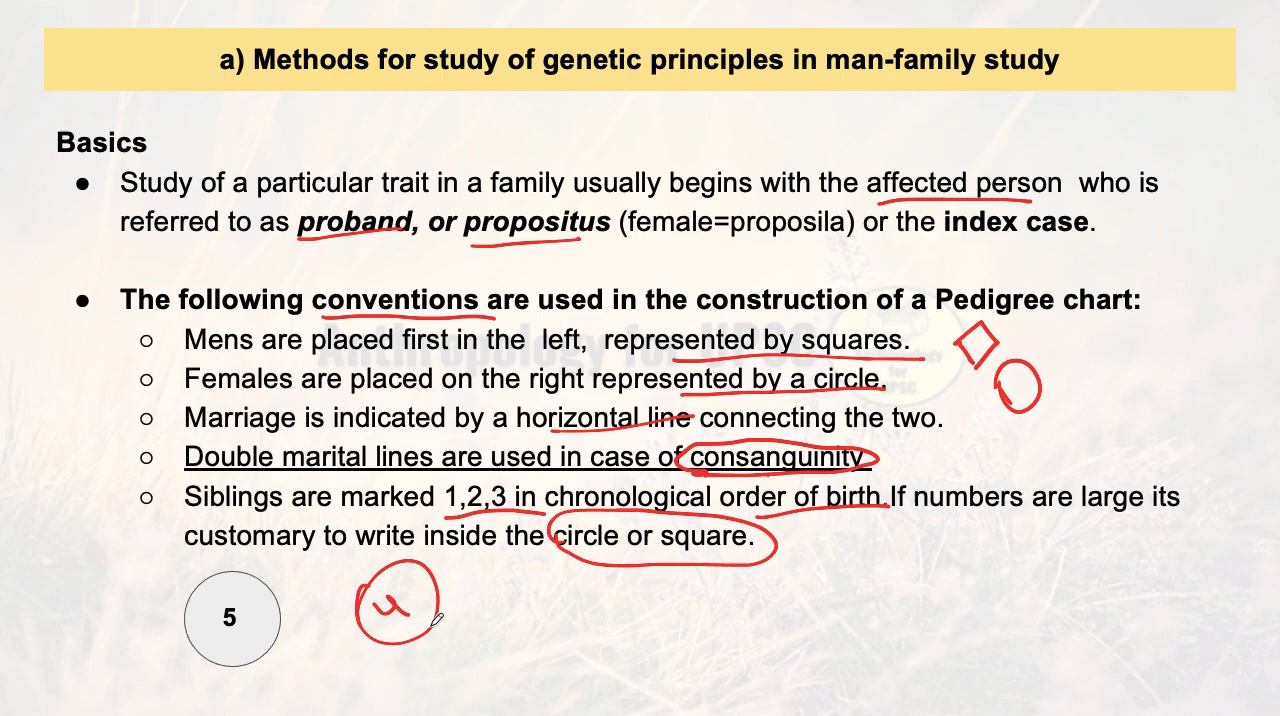 a) Methods for study of genetic principles in man-family study
Basics
● Study of a particular trait in a family usually begins with the affected person who is
referred to as proband, or propositus (female=proposila) or the index case.
● The following conventions are used in the construction of a Pedigree chart:
○ Mens are placed first in the left, represented by squares.
○ Females are placed on the right represented by a circle.
○ Marriage is indicated by a horizontal line connecting the two.
○ Double marital lines are used in case of consanguinity
○ Siblings are marked 1,2,3 in chronological order of birth.If numbers are large its
customary to write inside the circle or square.
5
Anthropology for UPSC
for